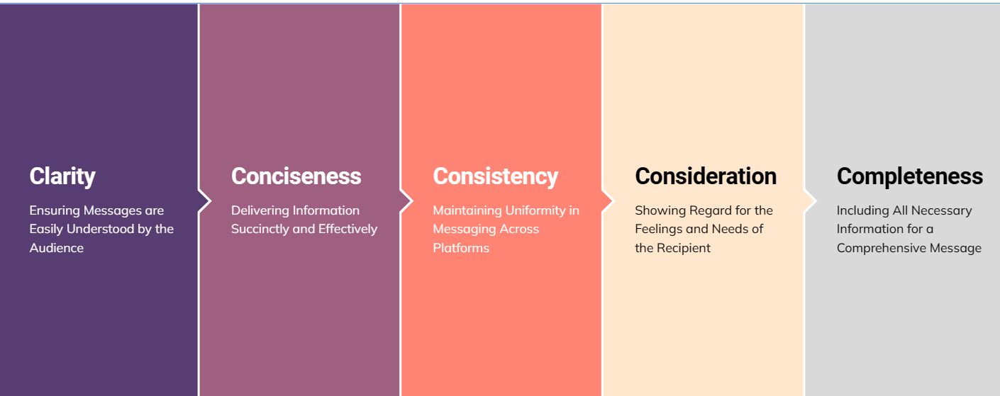 Clarity
Ensuring Messages are
Easily Understood by the
Audience
Conciseness
Delivering Information
Succinctly and Effectively
Consistency
Maintaining Uniformity in
Messaging Across
Platforms
Consideration
Showing Regard for the
Feelings and Needs of
the Recipient
Completeness
Including All Necessary
Information for a
Comprehensive Message